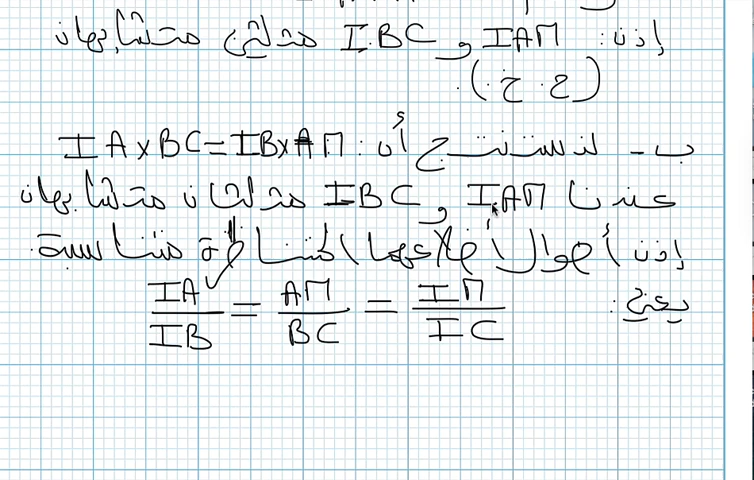 إذن: IAM و IBC مثلثين متشابهان
(ح. خ).
ب- لنستنتج أن: IA×BC=IB×AM
عندنا IAM و IBC مثلثان متشابهان
إذن أطوال أضلاعها المتناظرة متناسبة.
يعني: IA/IB = AM/BC = IM/IC